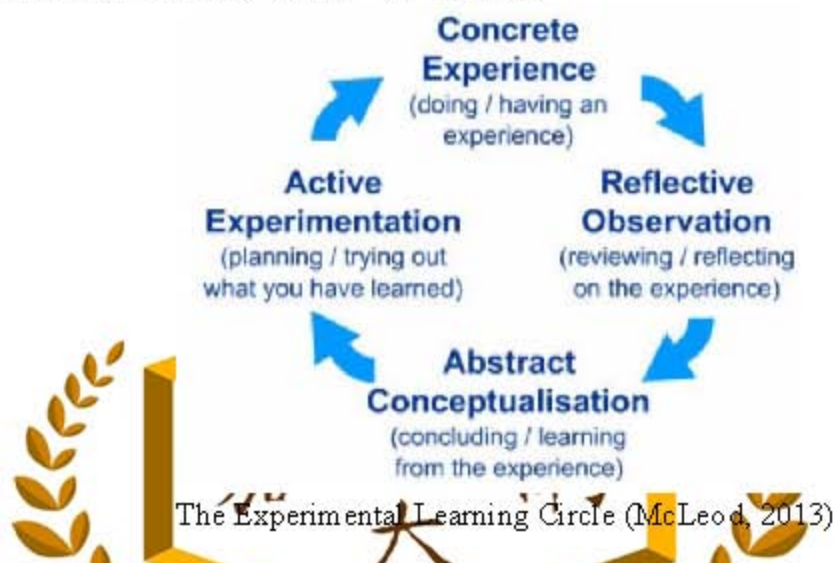 Concrete
Experience
(doing / having an
experience)
Active
Experimentation
(planning / trying out
what you have learned)
Reflective
Observation
(reviewing / reflecting
on the experience)
Abstract
Conceptualisation
(concluding / learning
from the experience)
The Experimental Learning Circle (McLeod, 2013)
大